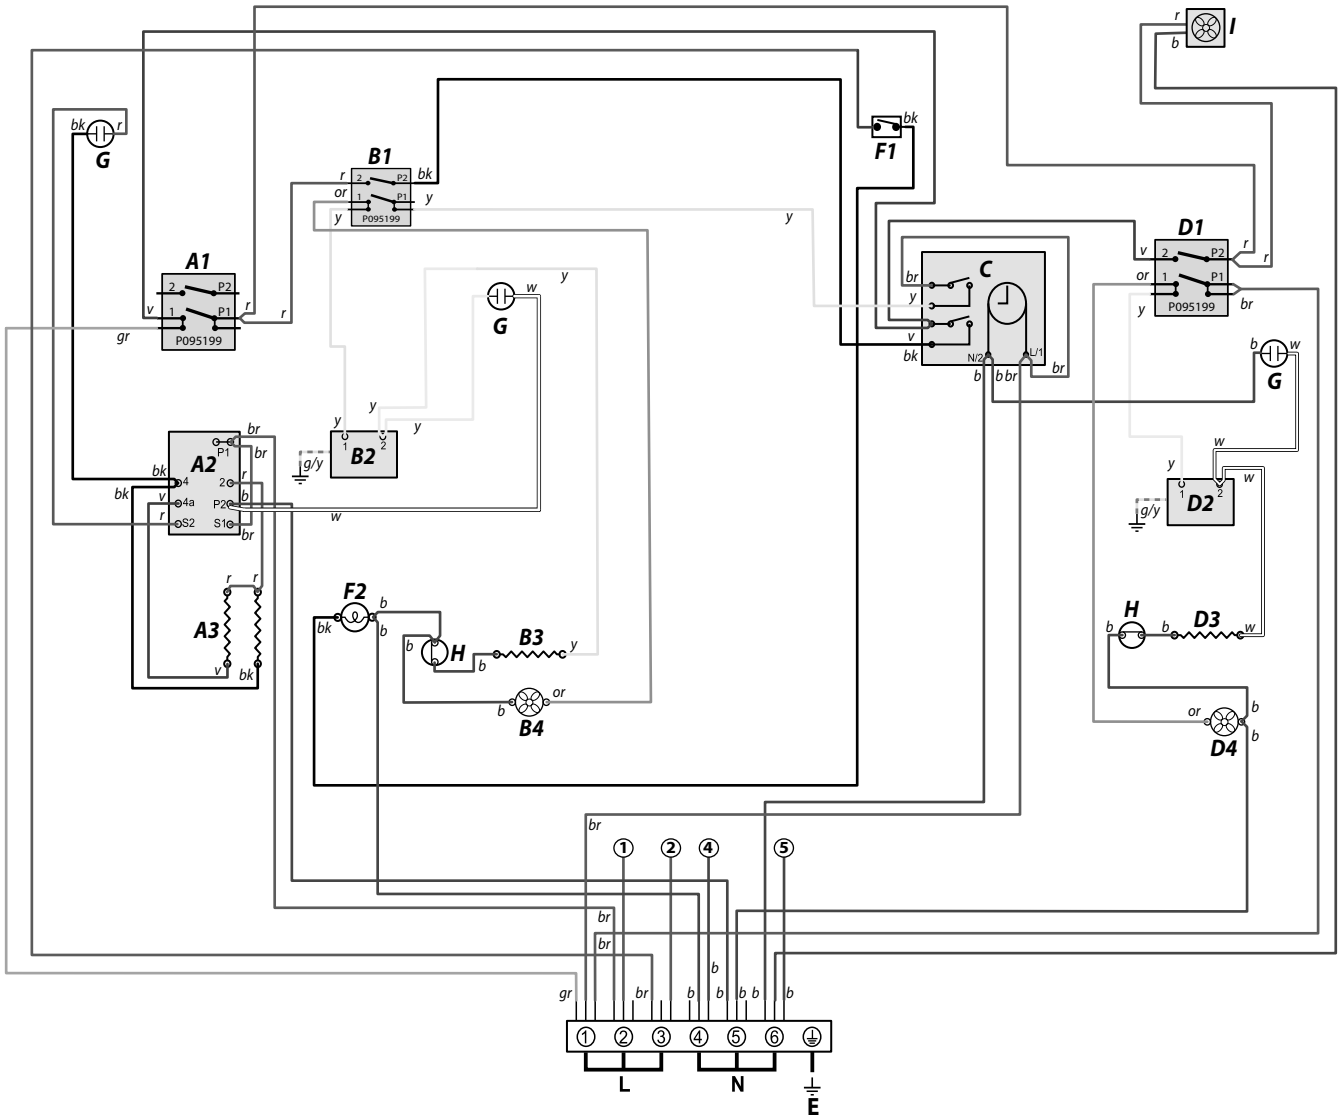 r
I
b
bk r
G
bk
F1
B1
r 2 P2 bk
or 1 P1 y
y P095199
y
D1
v 2 P2 r
r
or 1 P1
br
y P095199
A1
2 P2
v 1 P1 r
r
gr P095199
C
br
y
v
bk
N/2 L/1
b b br br
w
G
y
b w
G
y
y
y
1 2
B2
g/y
w
y w
1 2
D2
g/y
br
P1 br
A2
bk 4 2 r
bk
v 4a P2 b
w
r S2 S1
br
r r
A3
v bk
F2
b
bk b
b H
b
B3
y
b or
B4
H
b b
D3
w
or b
b
D4
br
1 2 4 5
br
br
b
gr br b b b b b
1 2 3 4 5 6
L N
E